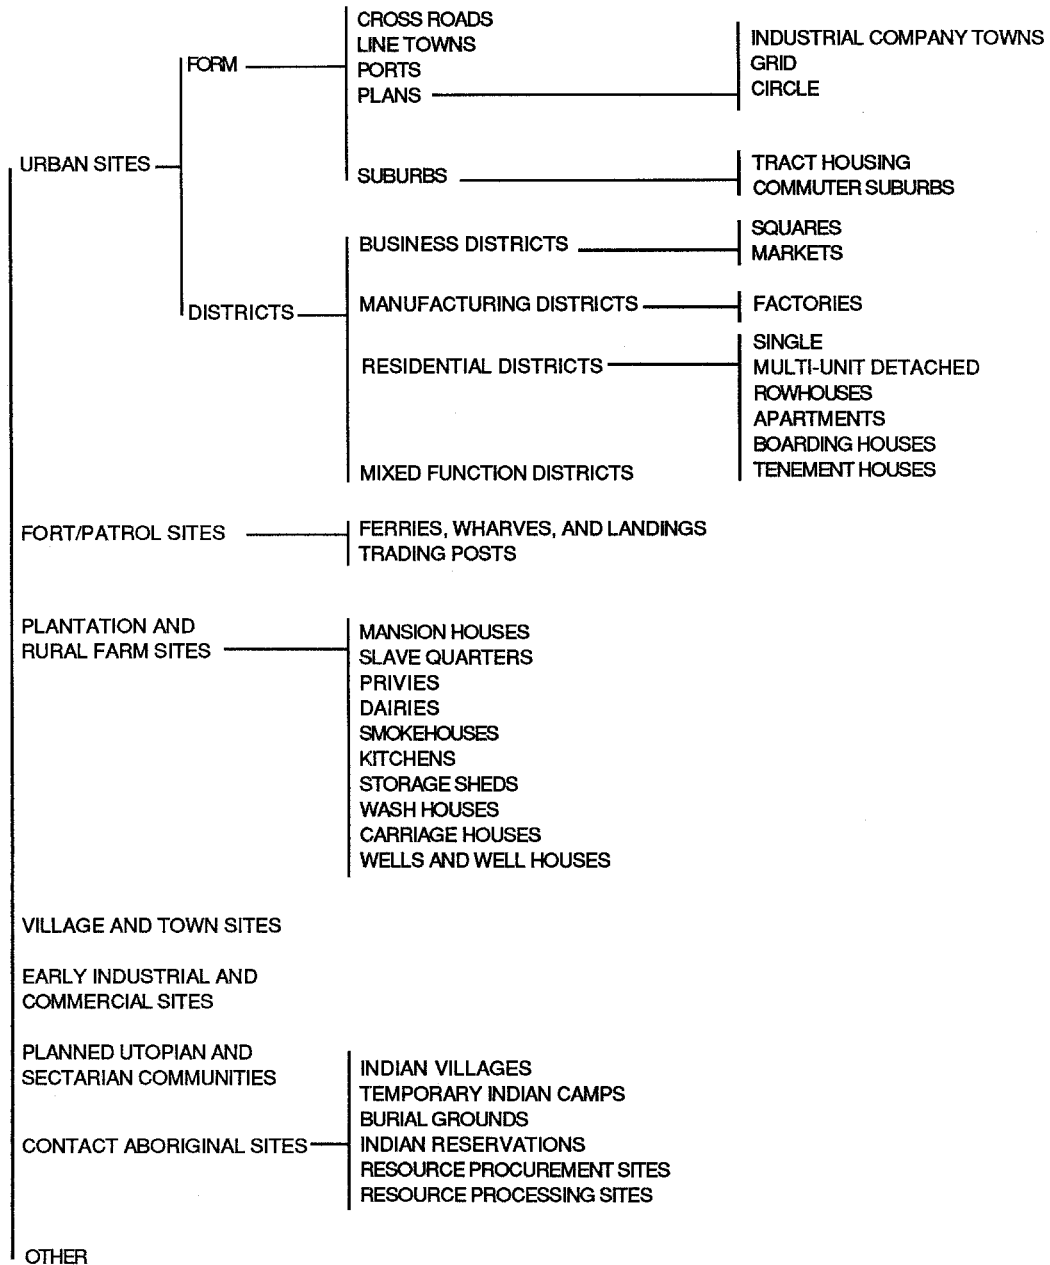 URBAN SITES
FORM
CROSS ROADS
LINE TOWNS
PORTS
PLANS
INDUSTRIAL COMPANY TOWNS
GRID
CIRCLE
SUBURBS
TRACT HOUSING
COMMUTER SUBURBS
DISTRICTS
BUSINESS DISTRICTS
SQUARES
MARKETS
MANUFACTURING DISTRICTS
FACTORIES
RESIDENTIAL DISTRICTS
SINGLE
MULTI-UNIT DETACHED
ROWHOUSES
APARTMENTS
BOARDING HOUSES
TENEMENT HOUSES
MIXED FUNCTION DISTRICTS
FORT/PATROL SITES
FERRIES, WHARVES, AND LANDINGS
TRADING POSTS
PLANTATION AND
RURAL FARM SITES
MANSION HOUSES
SLAVE QUARTERS
PRIVIES
DAIRIES
SMOKEHOUSES
KITCHENS
STORAGE SHEDS
WASH HOUSES
CARRIAGE HOUSES
WELLS AND WELL HOUSES
VILLAGE AND TOWN SITES
EARLY INDUSTRIAL AND
COMMERCIAL SITES
PLANNED UTOPIAN AND
SECTARIAN COMMUNITIES
CONTACT ABORIGINAL SITES
INDIAN VILLAGES
TEMPORARY INDIAN CAMPS
BURIAL GROUNDS
INDIAN RESERVATIONS
RESOURCE PROCUREMENT SITES
RESOURCE PROCESSING SITES
OTHER